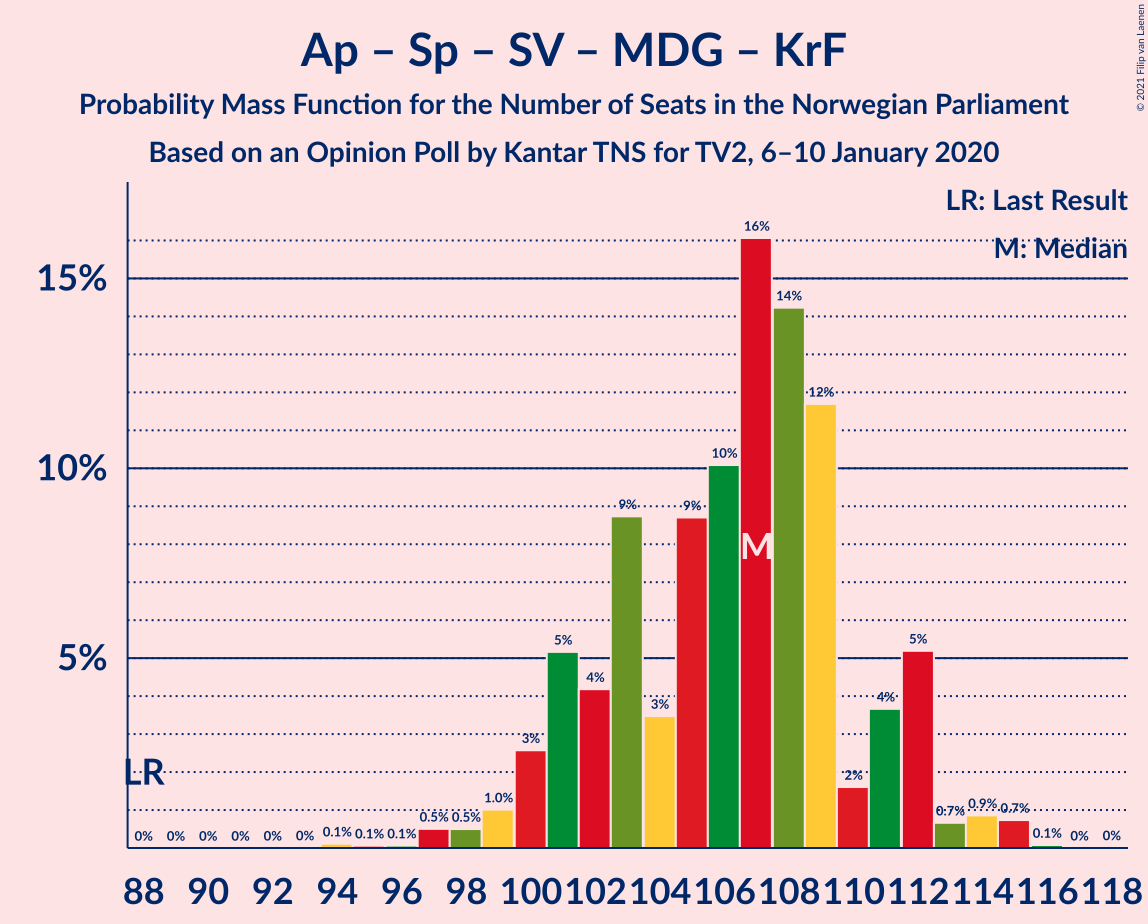 Ap – Sp – SV – MDG – KrF
Probability Mass Function for the Number of Seats in the Norwegian Parliament
Based on an Opinion Poll by Kantar TNS for TV2, 6–10 January 2020
© 2021 Filip van Laenen
LR: Last Result
M: Median
15%
10%
5%
LR
M
0% 0% 0% 0% 0% 0% 0.1% 0.1% 0.1% 0.5% 0.5% 1.0% 3% 5% 4% 9% 3% 9% 10% 16% 14% 12% 2% 4% 5% 0.7% 0.9% 0.7% 0.1% 0% 0%
88 90 92 94 96 98 100 102 104 106 108 110 112 114 116 118